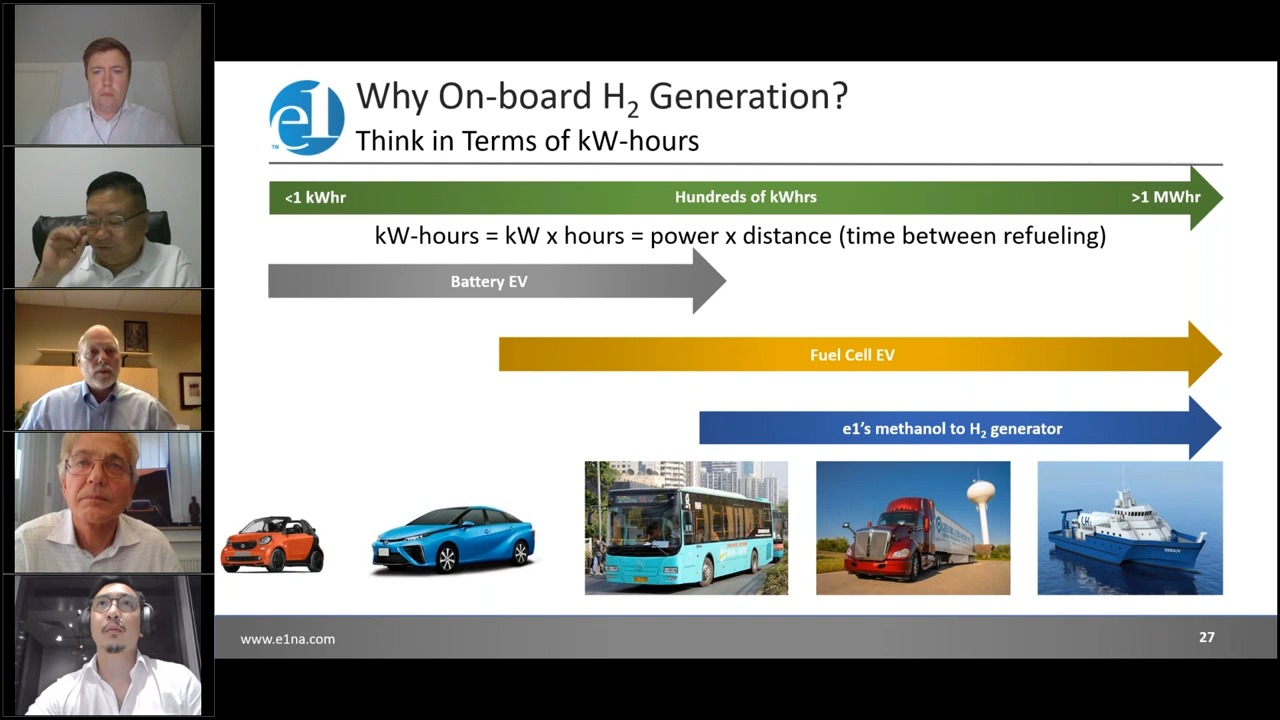 e1
TM
Why On-board H₂ Generation?
Think in Terms of kW-hours
<1 kWhr Hundreds of kWhrs >1 MWhr
kW-hours = kW x hours = power x distance (time between refueling)
Battery EV
Fuel Cell EV
e1's methanol to H₂ generator
www.e1na.com
27